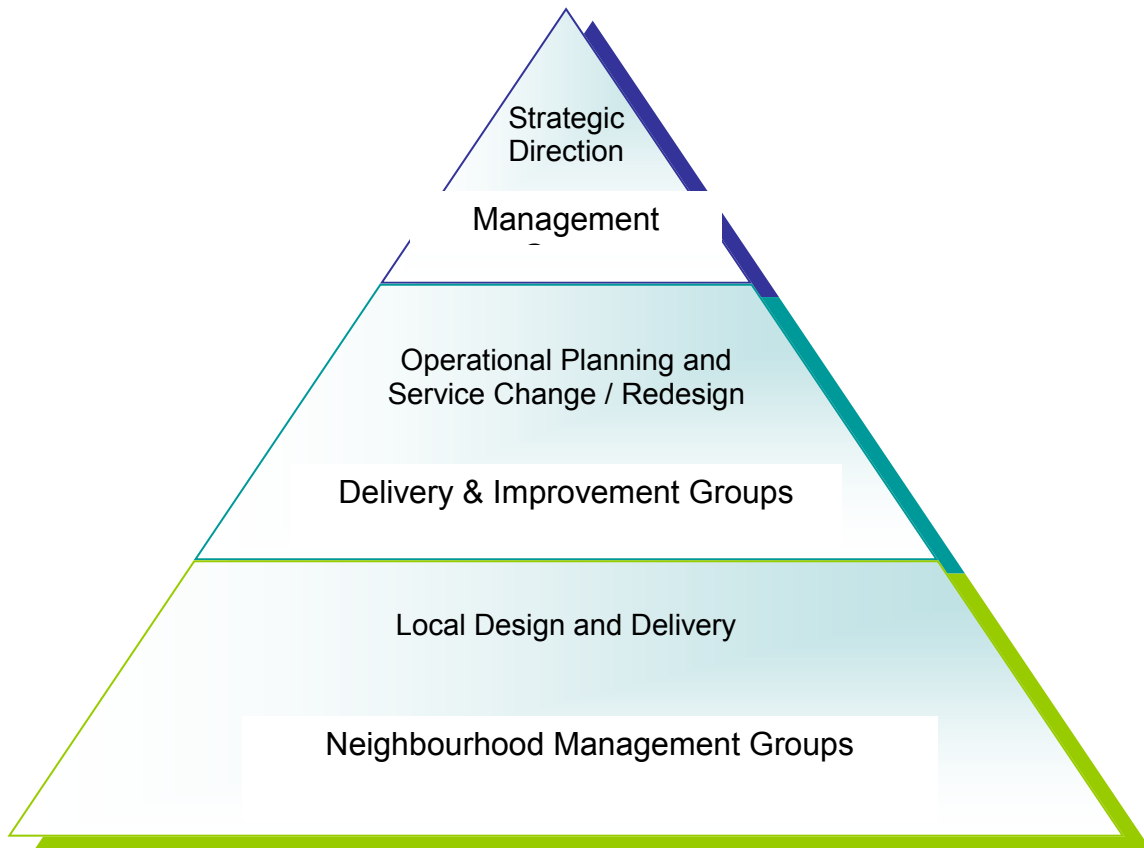 Strategic
Direction
Management
Operational Planning and
Service Change / Redesign
Delivery & Improvement Groups
Local Design and Delivery
Neighbourhood Management Groups